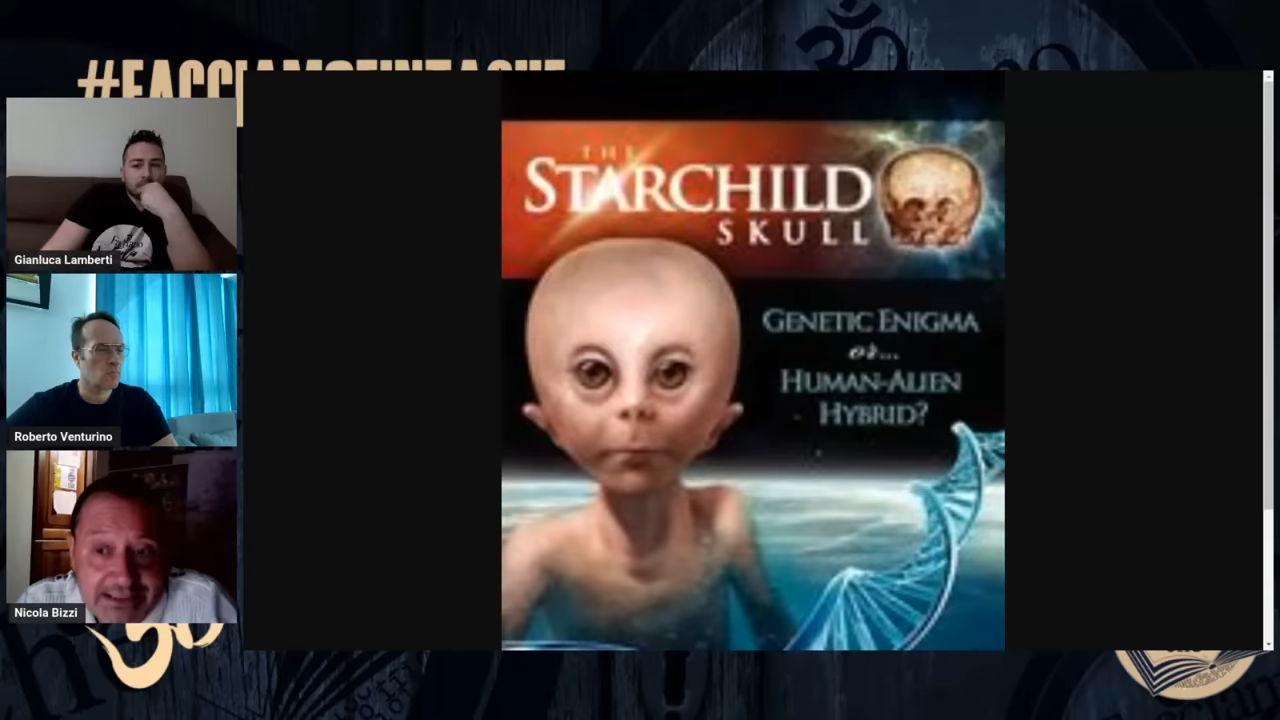 Gianluca Lamberti
Roberto Venturino
Nicola Bizzi
THE
STARCHILD
SKULL
GENETIC ENIGMA
or...
HUMAN-ALIEN
HYBRID?